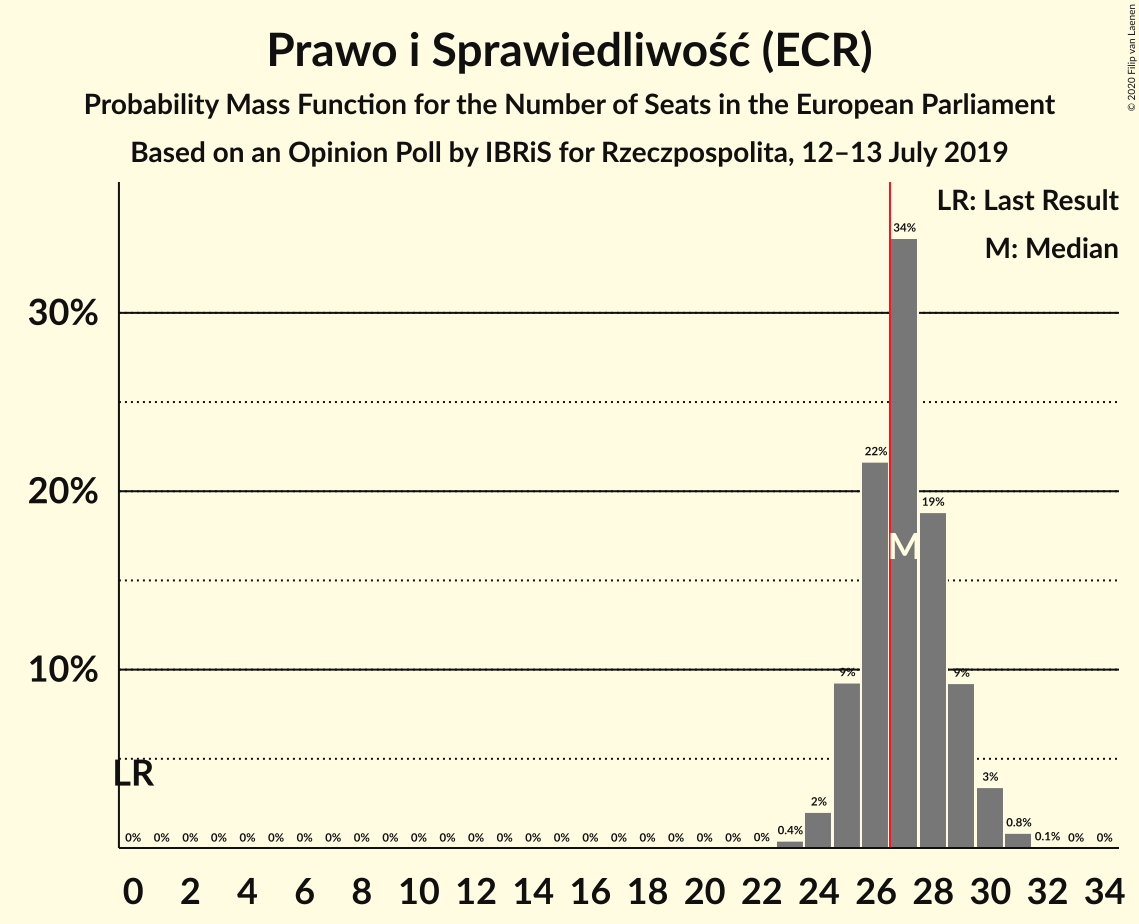 Prawo i Sprawiedliwość (ECR)
Probability Mass Function for the Number of Seats in the European Parliament
Based on an Opinion Poll by IBRiS for Rzeczpospolita, 12–13 July 2019
© 2020 Filip van Laenen
LR: Last Result
M: Median
34%
30%
22%
20%
19%
M
10%
9% 9%
LR
3%
2%
0.8%
0.4%
0% 0% 0% 0% 0% 0% 0% 0% 0% 0% 0% 0% 0% 0% 0% 0% 0% 0% 0% 0% 0% 0% 0% 0.1% 0% 0%
0 2 4 6 8 10 12 14 16 18 20 22 24 26 28 30 32 34